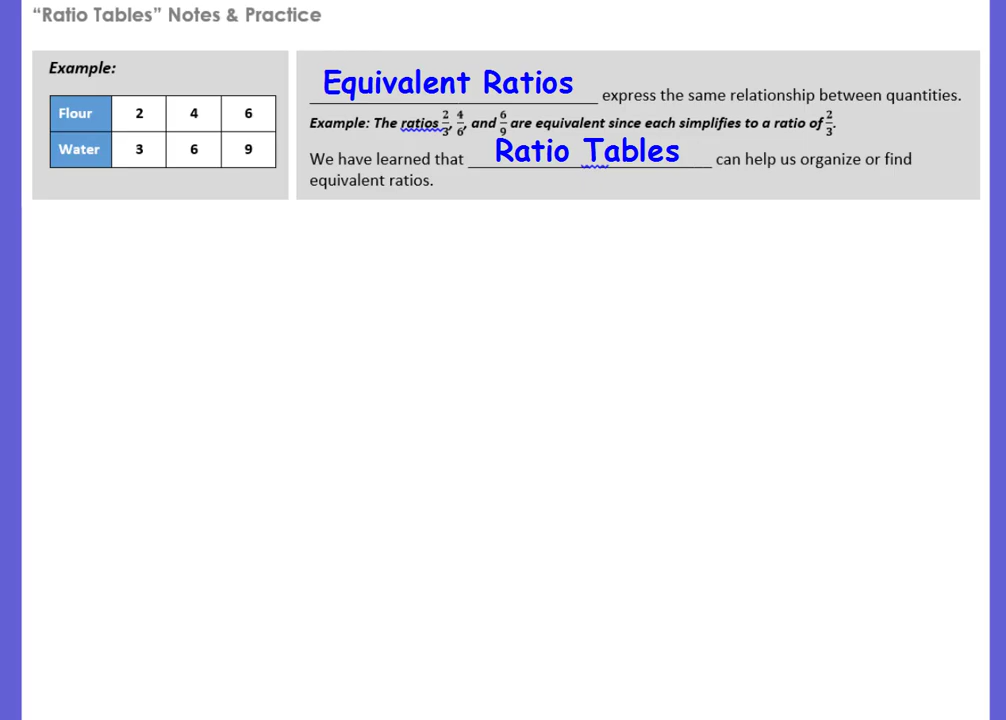 "Ratio Tables" Notes & Practice
Example:
Flour 2 4 6
Water 3 6 9
Equivalent Ratios express the same relationship between quantities.
Example: The ratios 2/3, 4/6, and 6/9 are equivalent since each simplifies to a ratio of 2/3.
We have learned that Ratio Tables can help us organize or find
equivalent ratios.